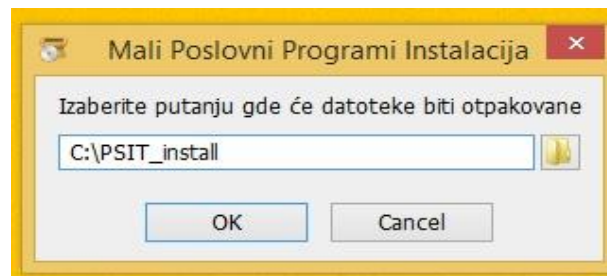 Mali Poslovni Programi Instalacija
Izaberite putanju gde će datoteke biti otpakovane
C:\PSIT_install
OK
Cancel